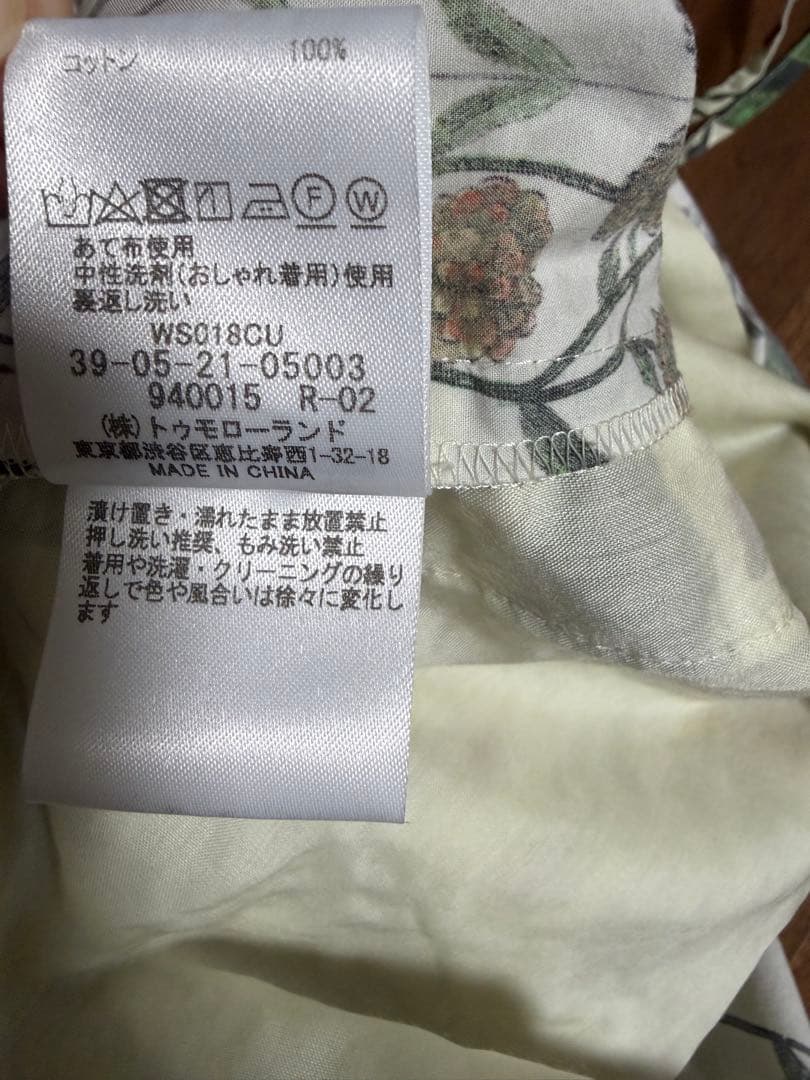 コットン 100%
F W
あて布使用
中性洗剤(おしゃれ着用)使用
裏返し洗い
WS018CU
39-05-21-05003
940015 R-02
(株)トゥモローランド
東京都渋谷区恵比寿西1-32-18
MADE IN CHINA
漬け置き・濡れたまま放置禁止
押し洗い推奨、もみ洗い禁止
着用や洗濯・クリーニングの繰り
返しで色や風合いは徐々に変化し
ます